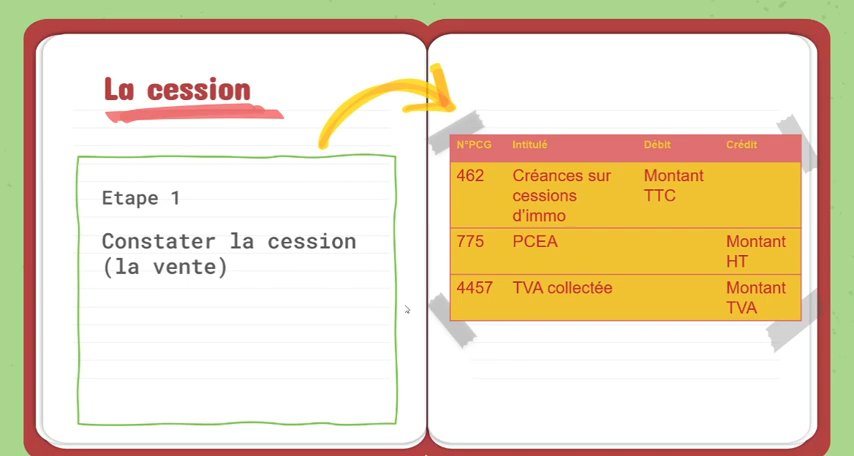 La cession
Etape 1
Constater la cession
(la vente)
N°PCG Intitulé Débit Crédit
462 Créances sur cessions d'immo Montant TTC
775 PCEA Montant HT
4457 TVA collectée Montant TVA